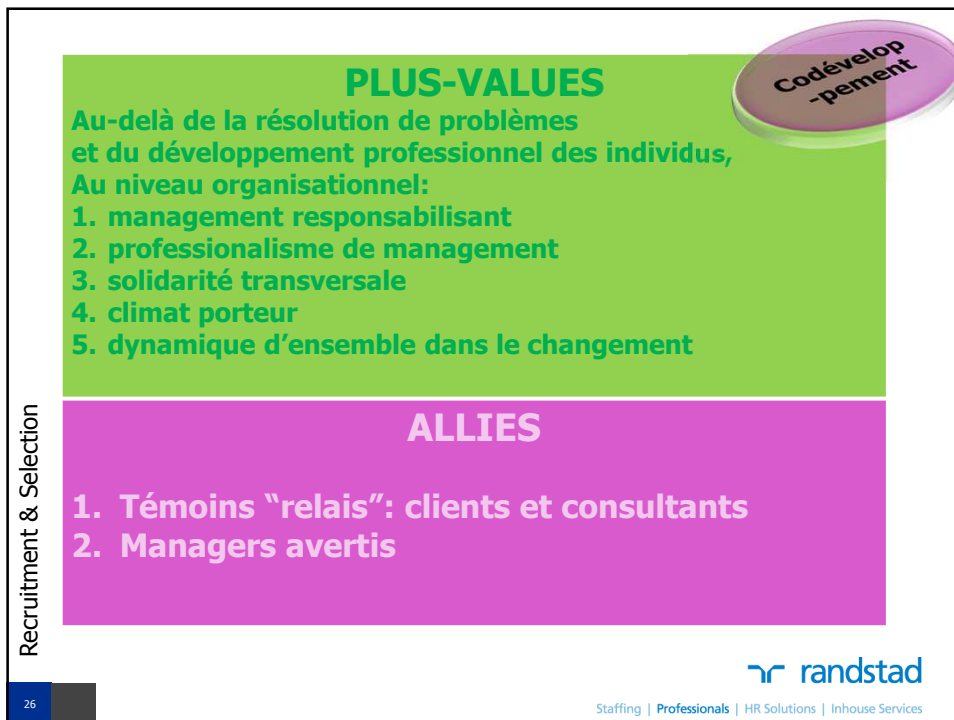 Codévelop
-pement
PLUS-VALUES
Au-delà de la résolution de problèmes
et du développement professionnel des individus,
Au niveau organisationnel:
1. management responsabilisant
2. professionalisme de management
3. solidarité transversale
4. climat porteur
5. dynamique d’ensemble dans le changement
ALLIES
1. Témoins “relais”: clients et consultants
2. Managers avertis
Recruitment & Selection
26
randstad
Staffing | Professionals | HR Solutions | Inhouse Services